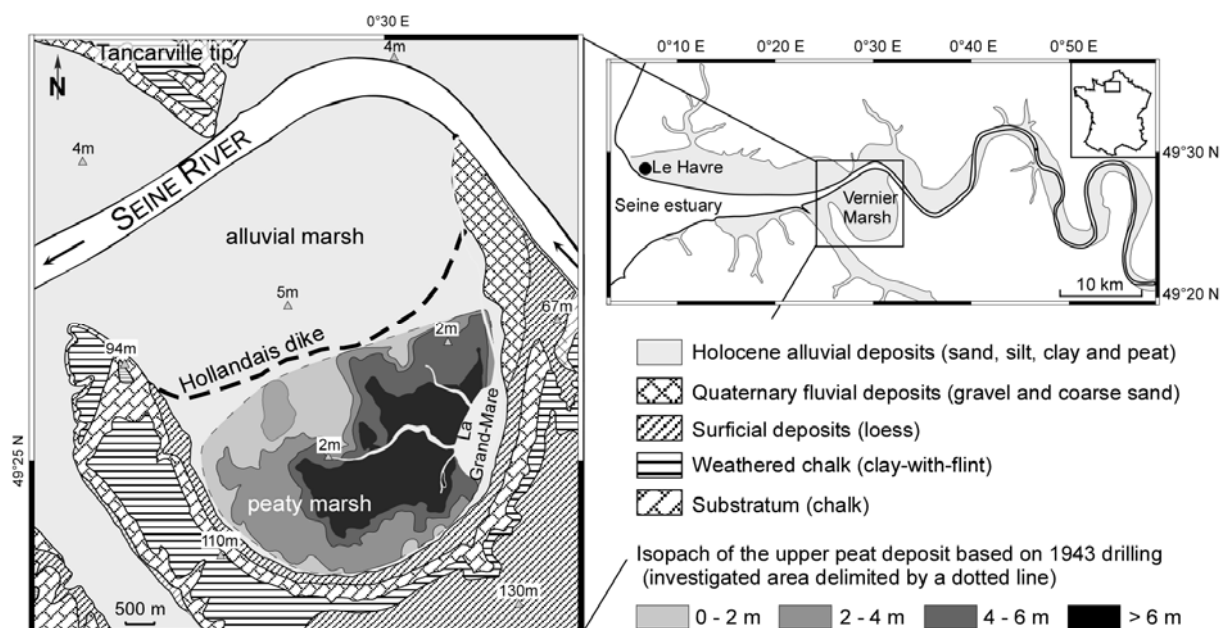 0°30 E
Tancarville tip
N
4m
4m
SEINE RIVER
alluvial marsh
5m
67m
Hollandais dike
94m
2m
2m
La
Grand-Mare
49°25 N
peaty marsh
110m
130m
500 m
0°10 E
0°20 E
0°30 E
0°40 E
0°50 E
49°30 N
Le Havre
Seine estuary
Vernier
Marsh
10 km
49°20 N
Holocene alluvial deposits (sand, silt, clay and peat)
Quaternary fluvial deposits (gravel and coarse sand)
Surficial deposits (loess)
Weathered chalk (clay-with-flint)
Substratum (chalk)
Isopach of the upper peat deposit based on 1943 drilling
(investigated area delimited by a dotted line)
0 - 2 m
2 - 4 m
4 - 6 m
> 6 m